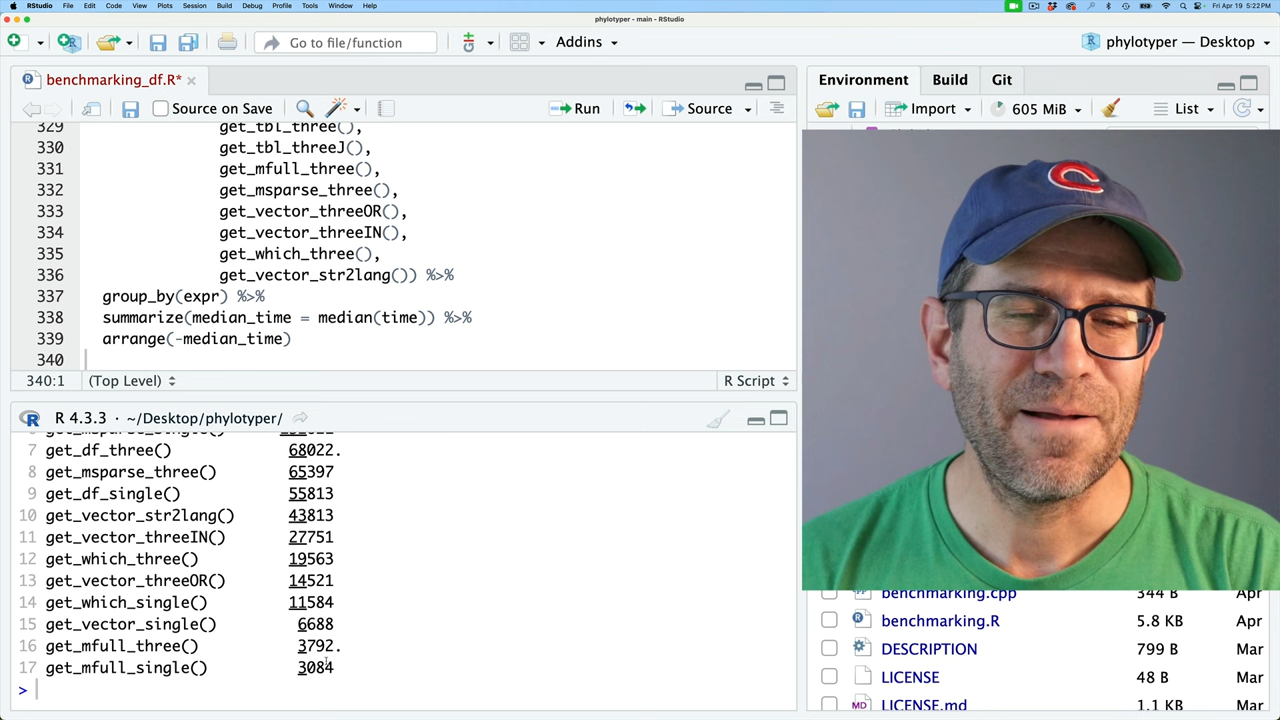 RStudio File Edit Code View Plots Session Build Debug Profile Tools Window Help Fri Apr 19 5:22 PM
phylotyper - main - RStudio
Go to file/function Addins phylotyper — Desktop
benchmarking_df.R*
Source on Save Run Source
329 get_tbl_three(),
330 get_tbl_threeJ(),
331 get_mfull_three(),
332 get_msparse_three(),
333 get_vector_threeOR(),
334 get_vector_threeIN(),
335 get_which_three(),
336 get_vector_str2lang()) %>%
337 group_by(expr) %>%
338 summarize(median_time = median(time)) %>%
339 arrange(-median_time)
340
340:1 (Top Level) R Script
R 4.3.3 · ~/Desktop/phylotyper/
7 get_df_three() 68022.
8 get_msparse_three() 65397
9 get_df_single() 55813
10 get_vector_str2lang() 43813
11 get_vector_threeIN() 27751
12 get_which_three() 19563
13 get_vector_threeOR() 14521
14 get_which_single() 11584
15 get_vector_single() 6688
16 get_mfull_three() 3792.
17 get_mfull_single() 3084
>
Environment Build Git
Import 605 MiB List
C
benchmarking.cpp 344 B Apr
benchmarking.R 5.8 KB Apr
DESCRIPTION 799 B Mar
LICENSE 48 B Mar
LICENSE.md 1.1 KB Mar